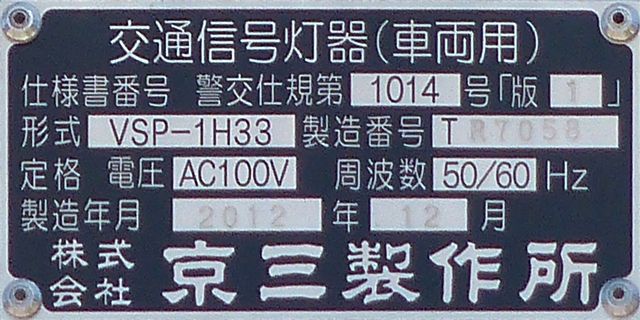 交通信号灯器(車両用)
仕様書番号 警交仕規第 1014 号「版 1 」
形式 VSP-1H33 製造番号 T R7058
定格 電圧 AC100V 周波数 50/60 Hz
製造年月 2012 年 12 月
株式会社 京三製作所